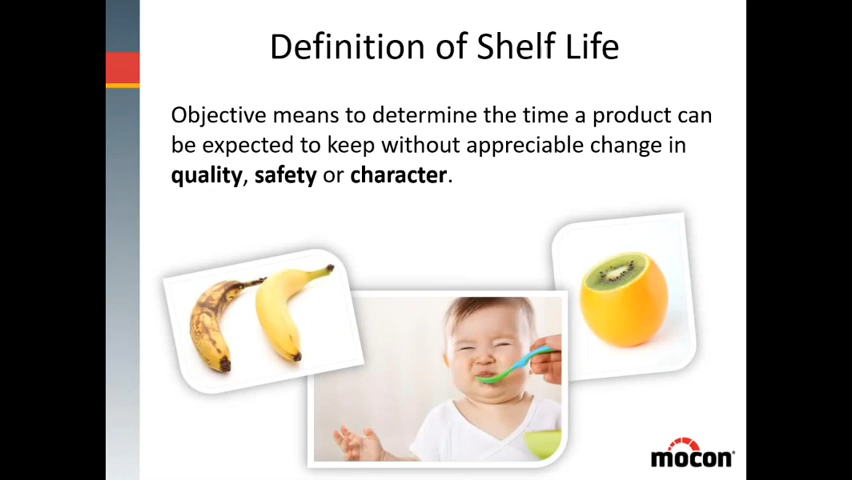 Definition of Shelf Life
Objective means to determine the time a product can
be expected to keep without appreciable change in
quality, safety or character.
mocon